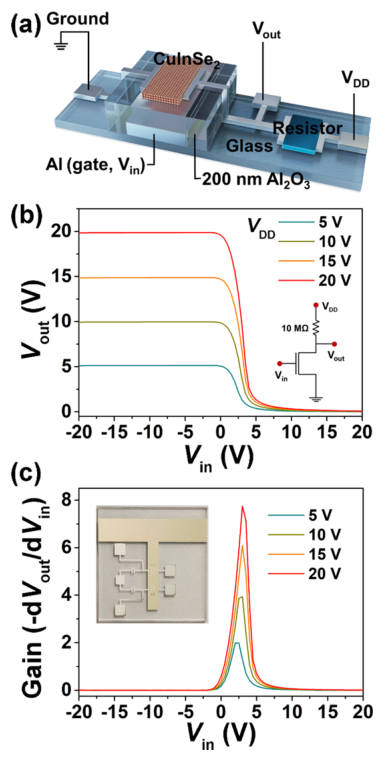 (a)
Ground
CuInSe2
Vout
VDD
Resistor
Glass
Al (gate, Vin)
200 nm Al2O3
(b)
20
15
10
5
0
Vout (V)
VDD
5 V
10 V
15 V
20 V
VDD
10 MΩ
Vout
Vin
-20 -15 -10 -5 0 5 10 15 20
Vin (V)
(c)
8
6
4
2
0
Gain (-dVout/dVin)
5 V
10 V
15 V
20 V
-20 -15 -10 -5 0 5 10 15 20
Vin (V)